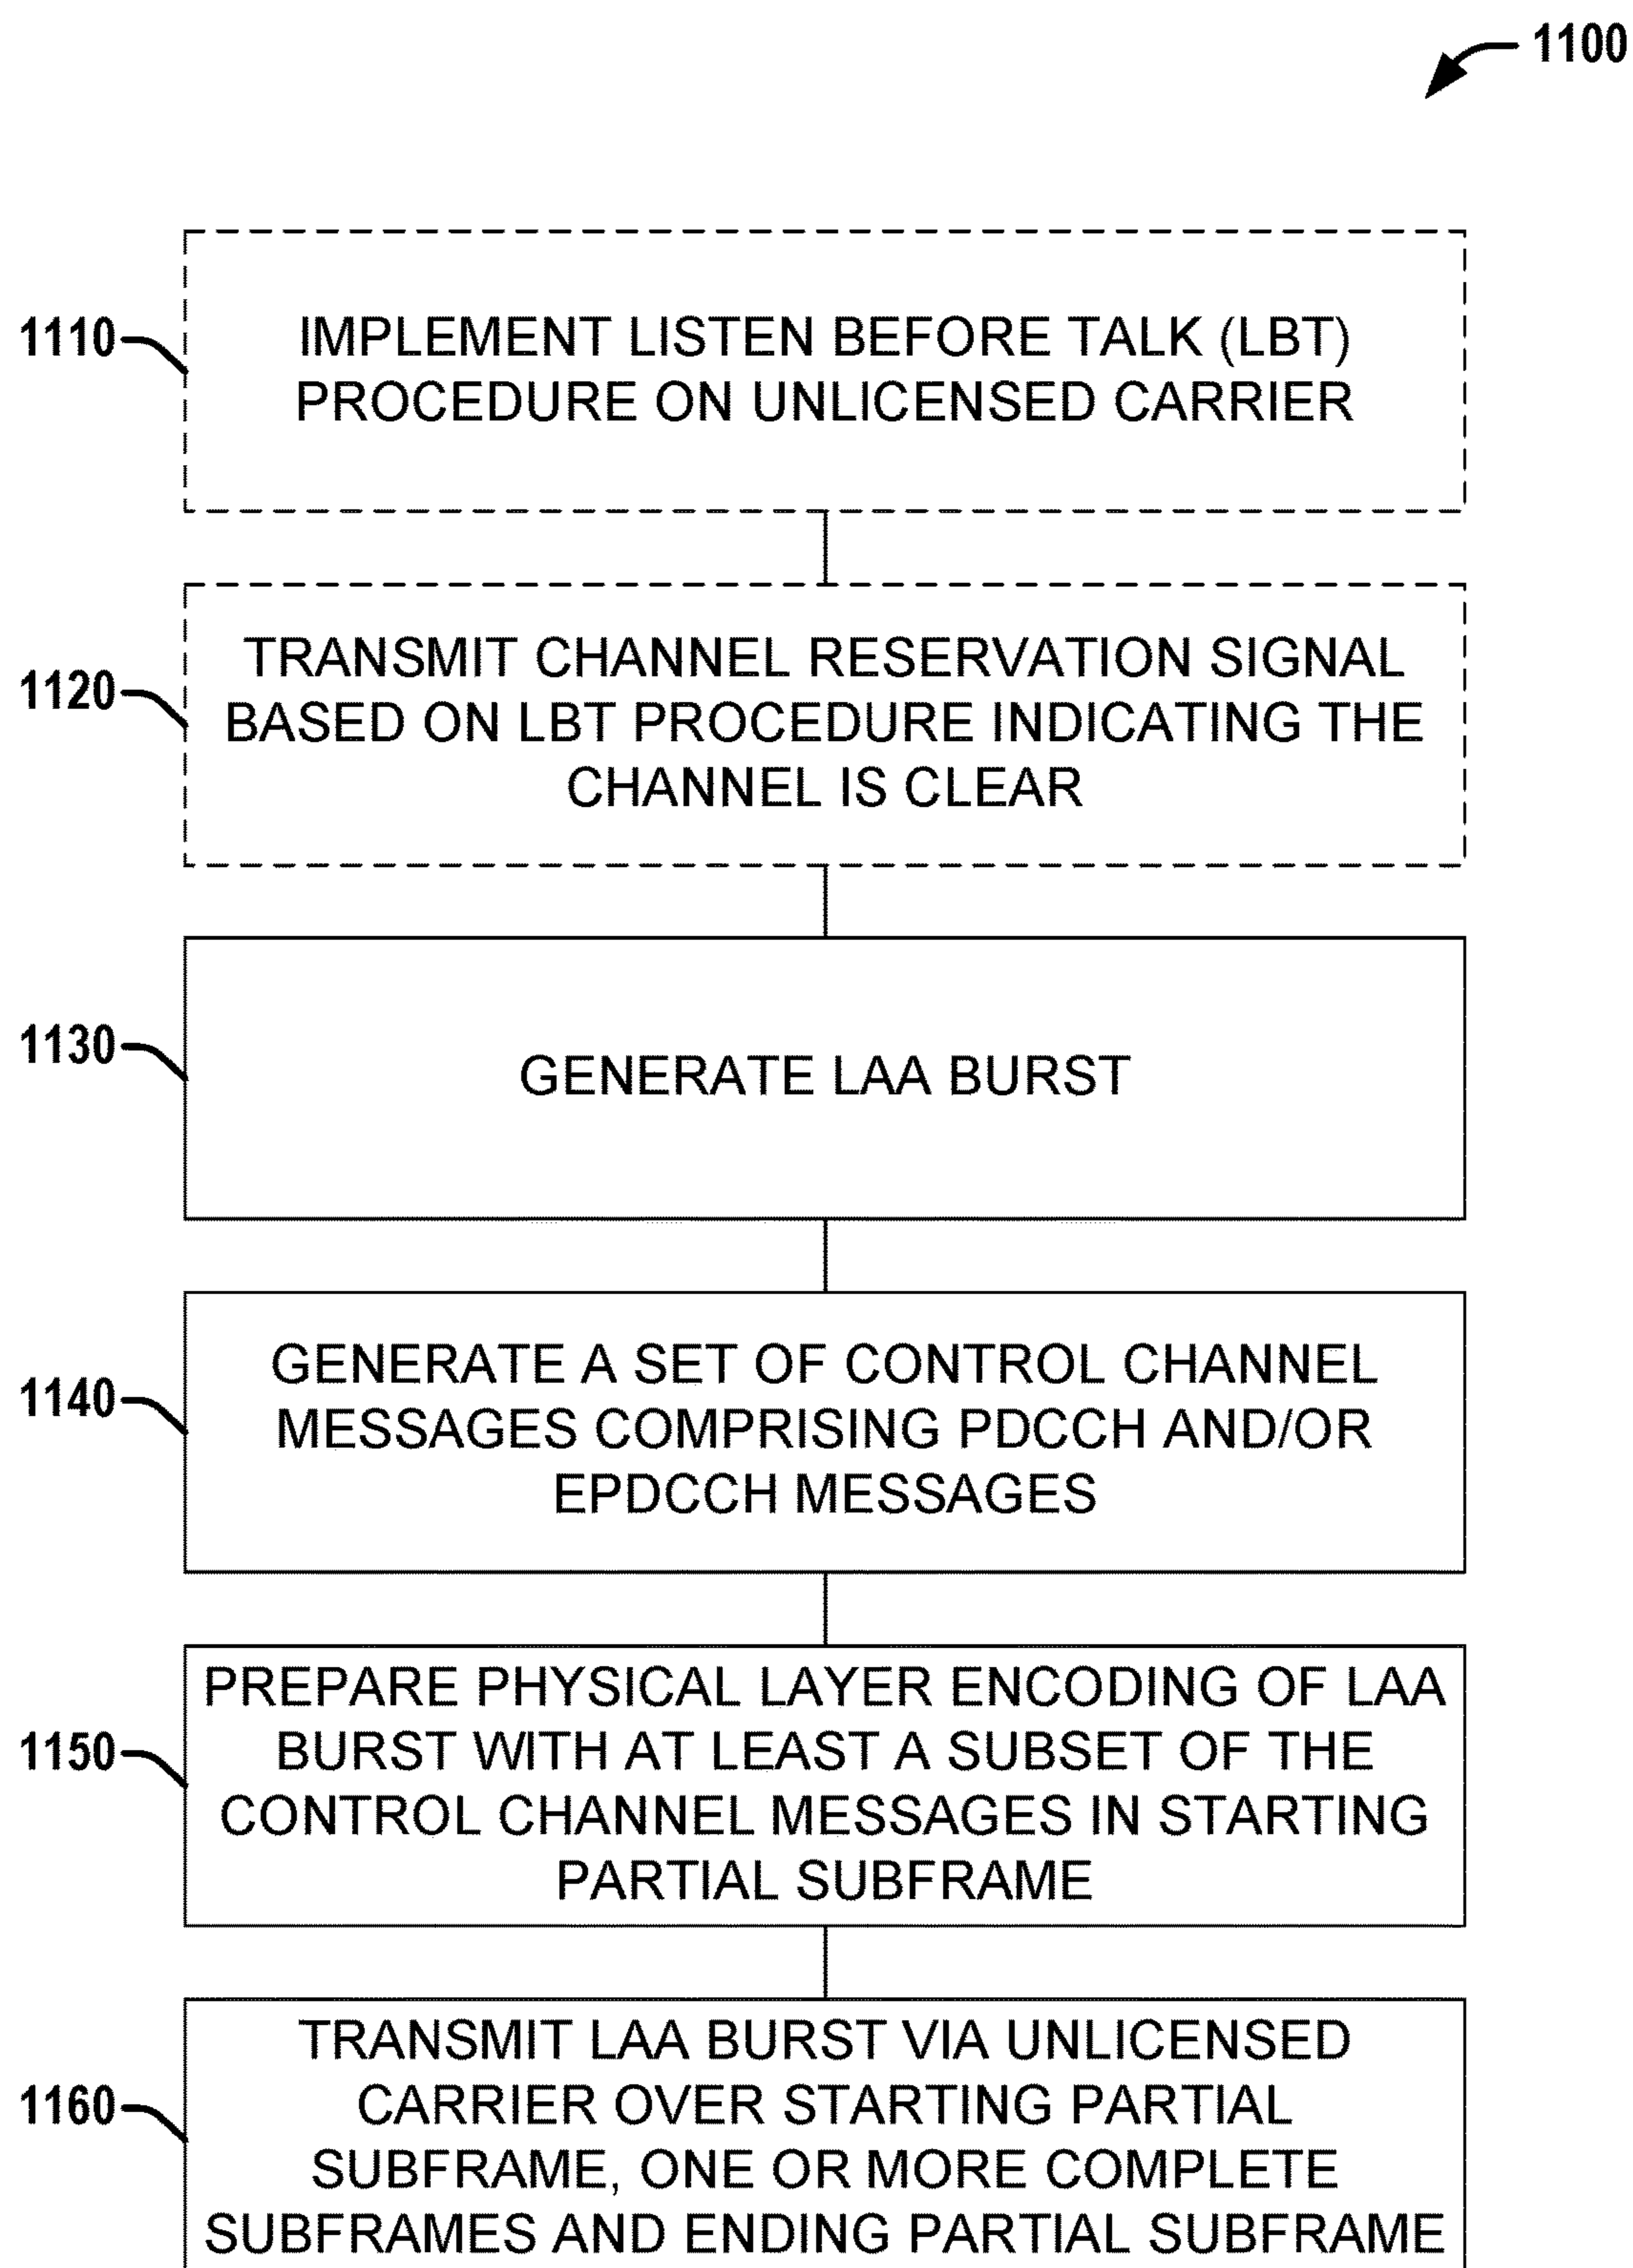 1100
1110
IMPLEMENT LISTEN BEFORE TALK (LBT)
PROCEDURE ON UNLICENSED CARRIER
1120
TRANSMIT CHANNEL RESERVATION SIGNAL
BASED ON LBT PROCEDURE INDICATING THE
CHANNEL IS CLEAR
1130
GENERATE LAA BURST
1140
GENERATE A SET OF CONTROL CHANNEL
MESSAGES COMPRISING PDCCH AND/OR
EPDCCH MESSAGES
1150
PREPARE PHYSICAL LAYER ENCODING OF LAA
BURST WITH AT LEAST A SUBSET OF THE
CONTROL CHANNEL MESSAGES IN STARTING
PARTIAL SUBFRAME
1160
TRANSMIT LAA BURST VIA UNLICENSED
CARRIER OVER STARTING PARTIAL
SUBFRAME, ONE OR MORE COMPLETE
SUBFRAMES AND ENDING PARTIAL SUBFRAME